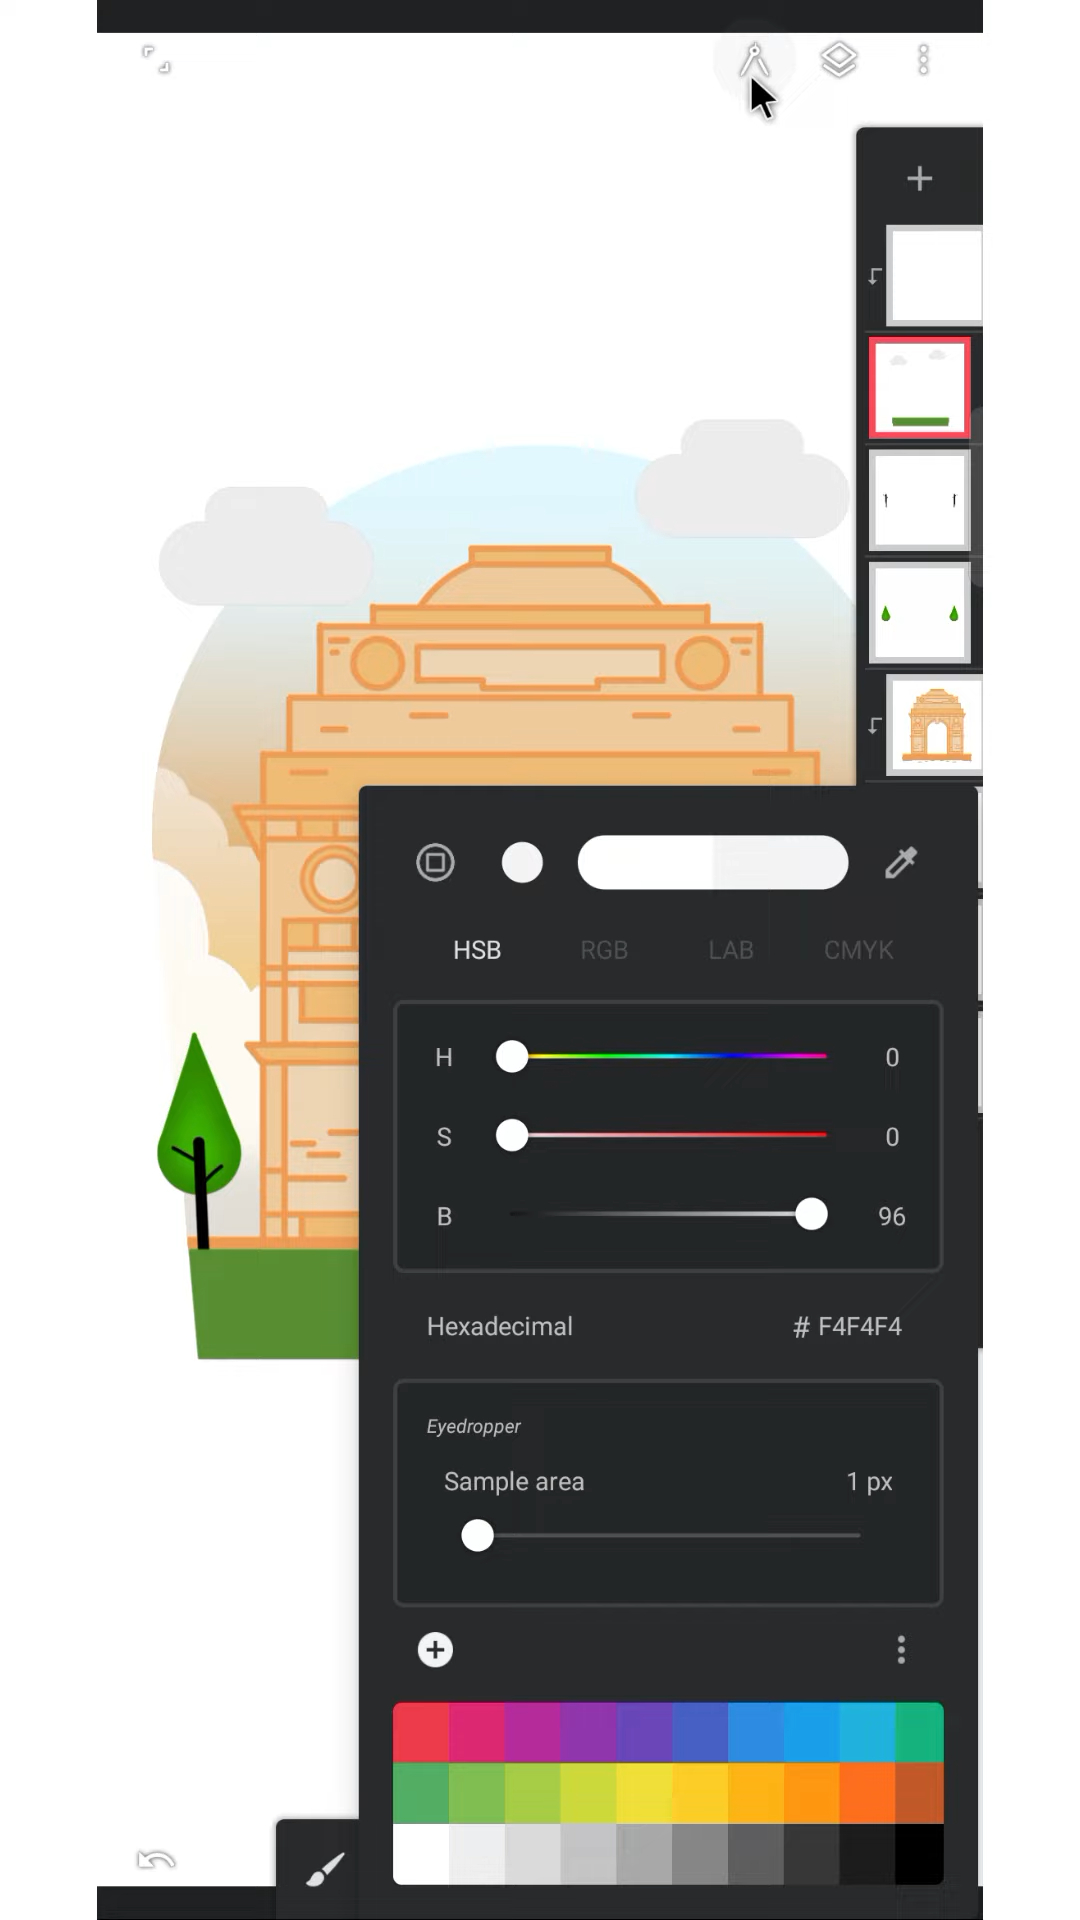 HSB RGB LAB CMYK
H 0
S 0
B 96
Hexadecimal # F4F4F4
Eyedropper
Sample area 1 px